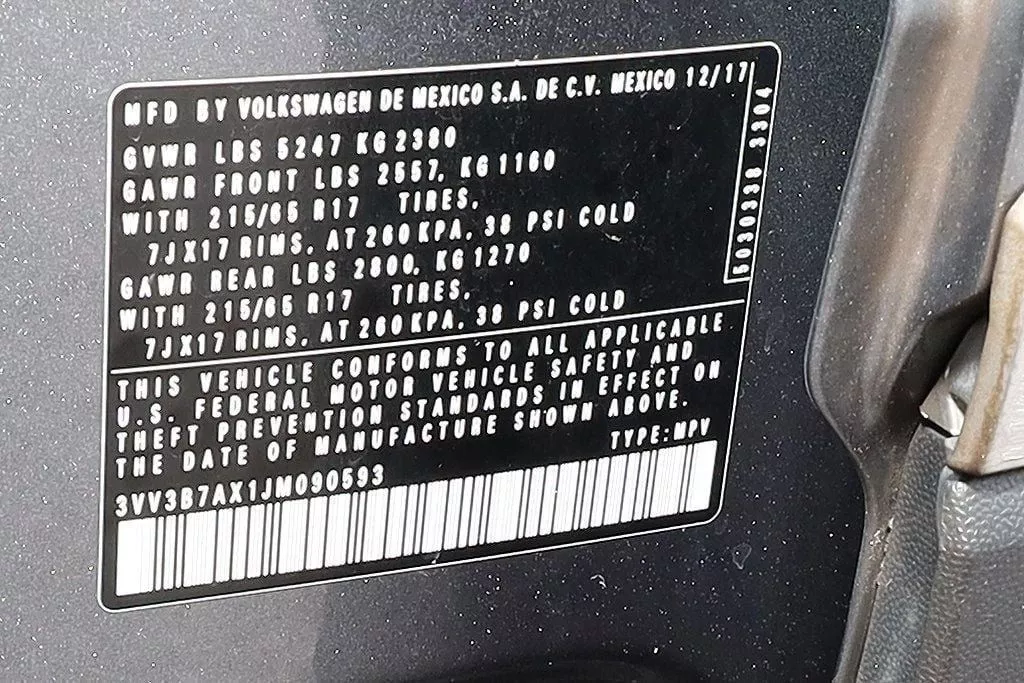 MFD BY VOLKSWAGEN DE MEXICO S.A. DE C.V. MEXICO 12/17
GVWR LBS 5247 KG 2380
GAWR FRONT LBS 2557, KG 1160
WITH 215/65 R17 TIRES,
7JX17 RIMS, AT 260 KPA, 38 PSI COLD
GAWR REAR LBS 2800, KG 1270
WITH 215/65 R17 TIRES,
7JX17 RIMS, AT 260 KPA, 38 PSI COLD
5030338 3304
THIS VEHICLE CONFORMS TO ALL APPLICABLE
U.S. FEDERAL MOTOR VEHICLE SAFETY AND
THEFT PREVENTION STANDARDS IN EFFECT ON
THE DATE OF MANUFACTURE SHOWN ABOVE.
TYPE:MPV
3VV3B7AX1JM090593